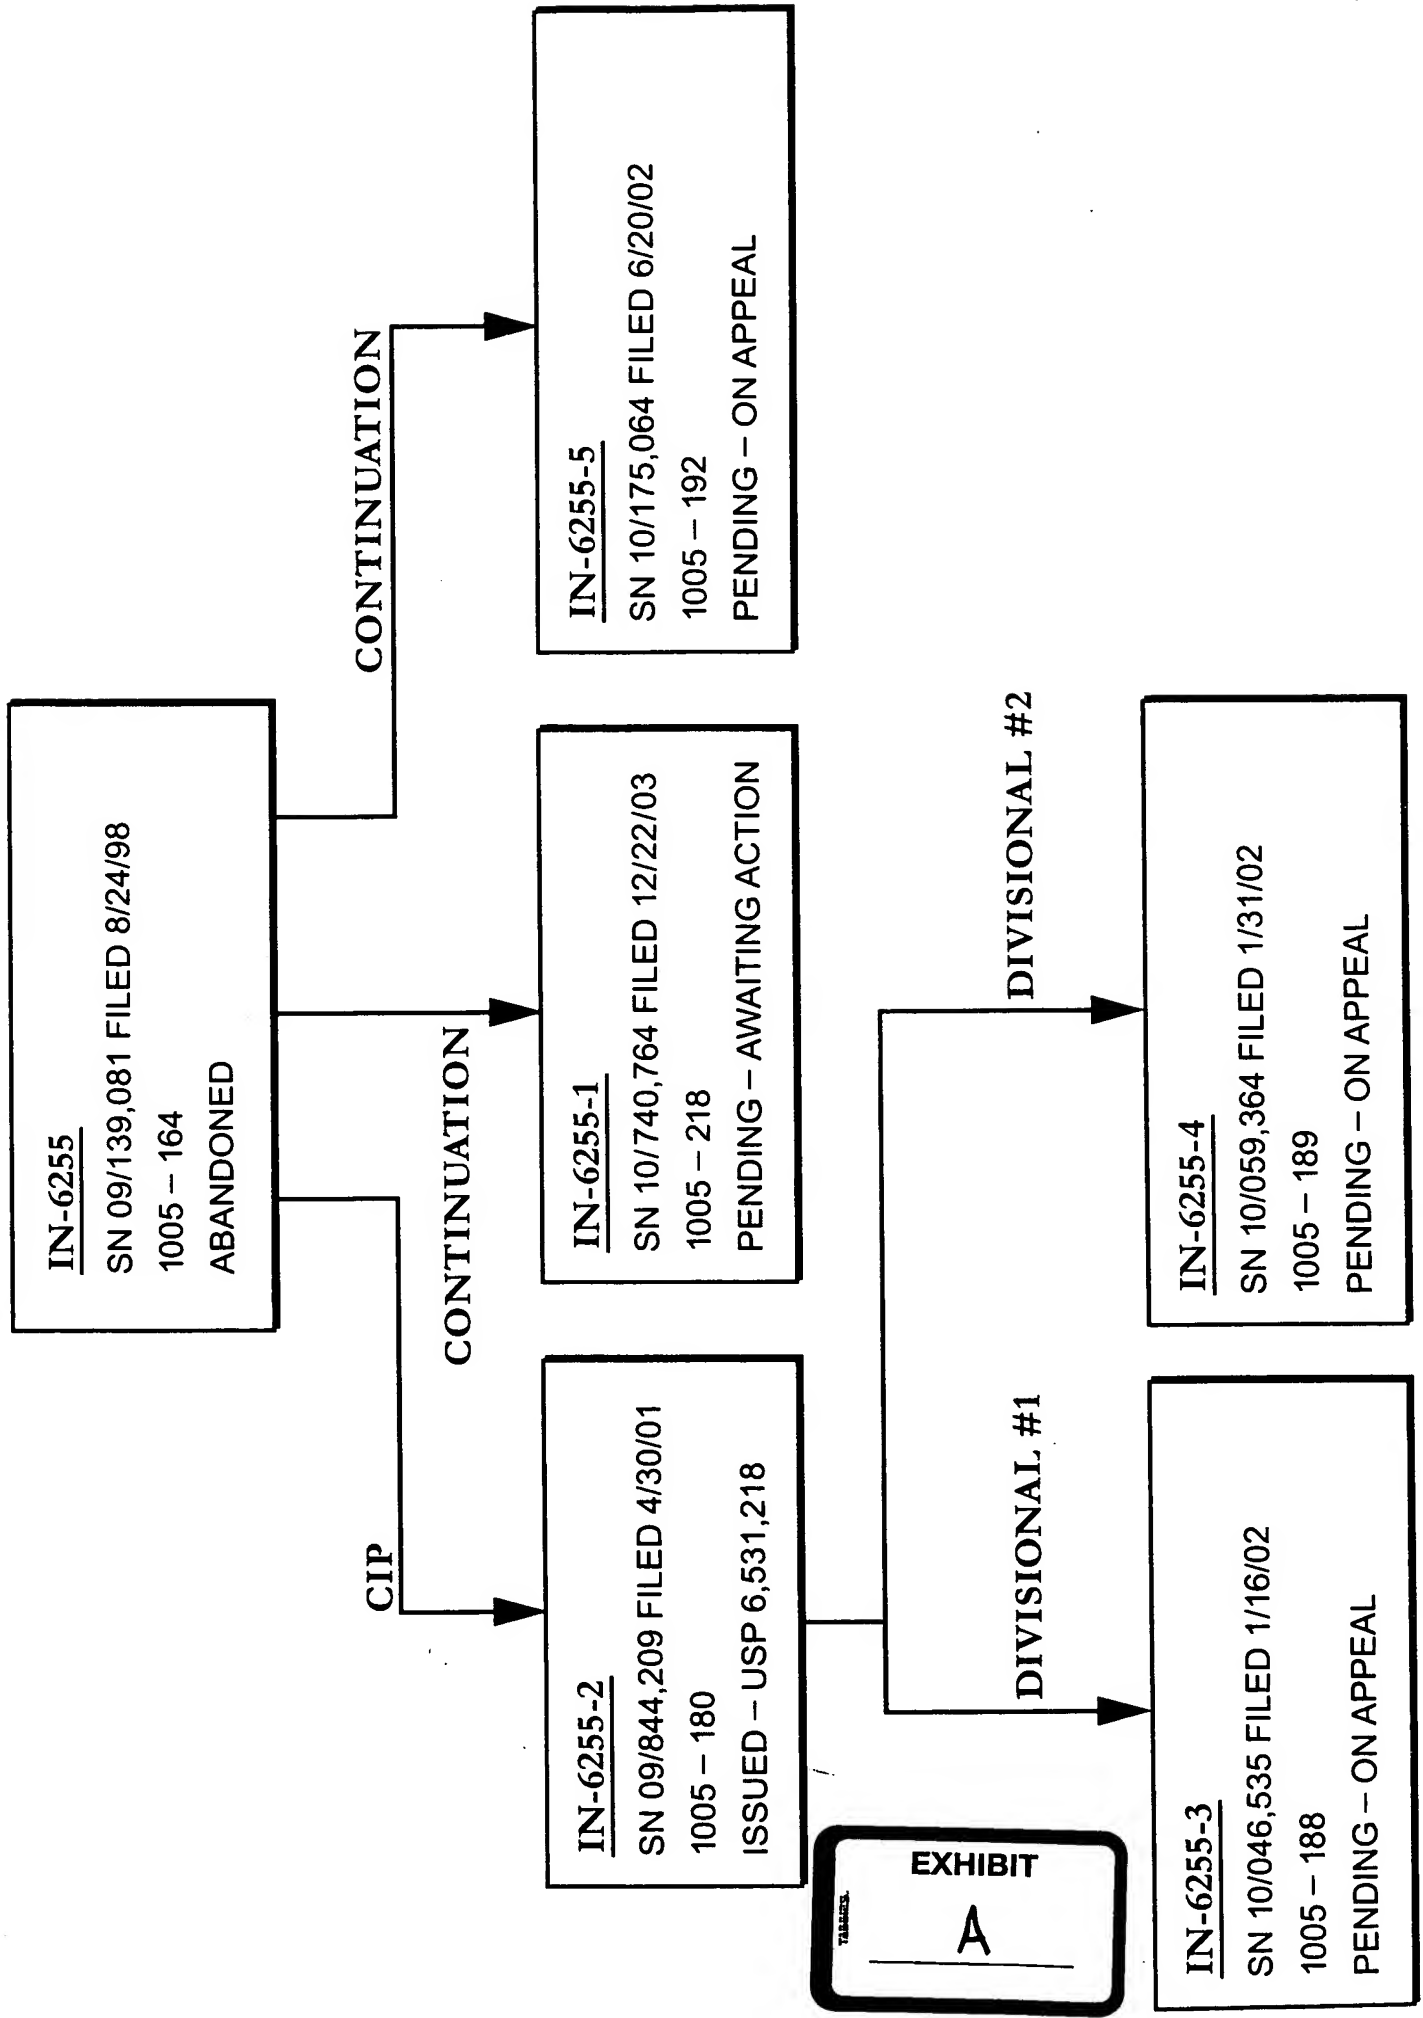 IN-6255
SN 09/139,081 FILED 8/24/98
1005 – 164
ABANDONED
CIP
CONTINUATION
CONTINUATION
IN-6255-2
SN 09/844,209 FILED 4/30/01
1005 – 180
ISSUED – USP 6,531,218
IN-6255-1
SN 10/740,764 FILED 12/22/03
1005 – 218
PENDING – AWAITING ACTION
IN-6255-5
SN 10/175,064 FILED 6/20/02
1005 – 192
PENDING – ON APPEAL
DIVISIONAL #1
DIVISIONAL #2
IN-6255-3
SN 10/046,535 FILED 1/16/02
1005 – 188
PENDING – ON APPEAL
IN-6255-4
SN 10/059,364 FILED 1/31/02
1005 – 189
PENDING – ON APPEAL
EXHIBIT
A